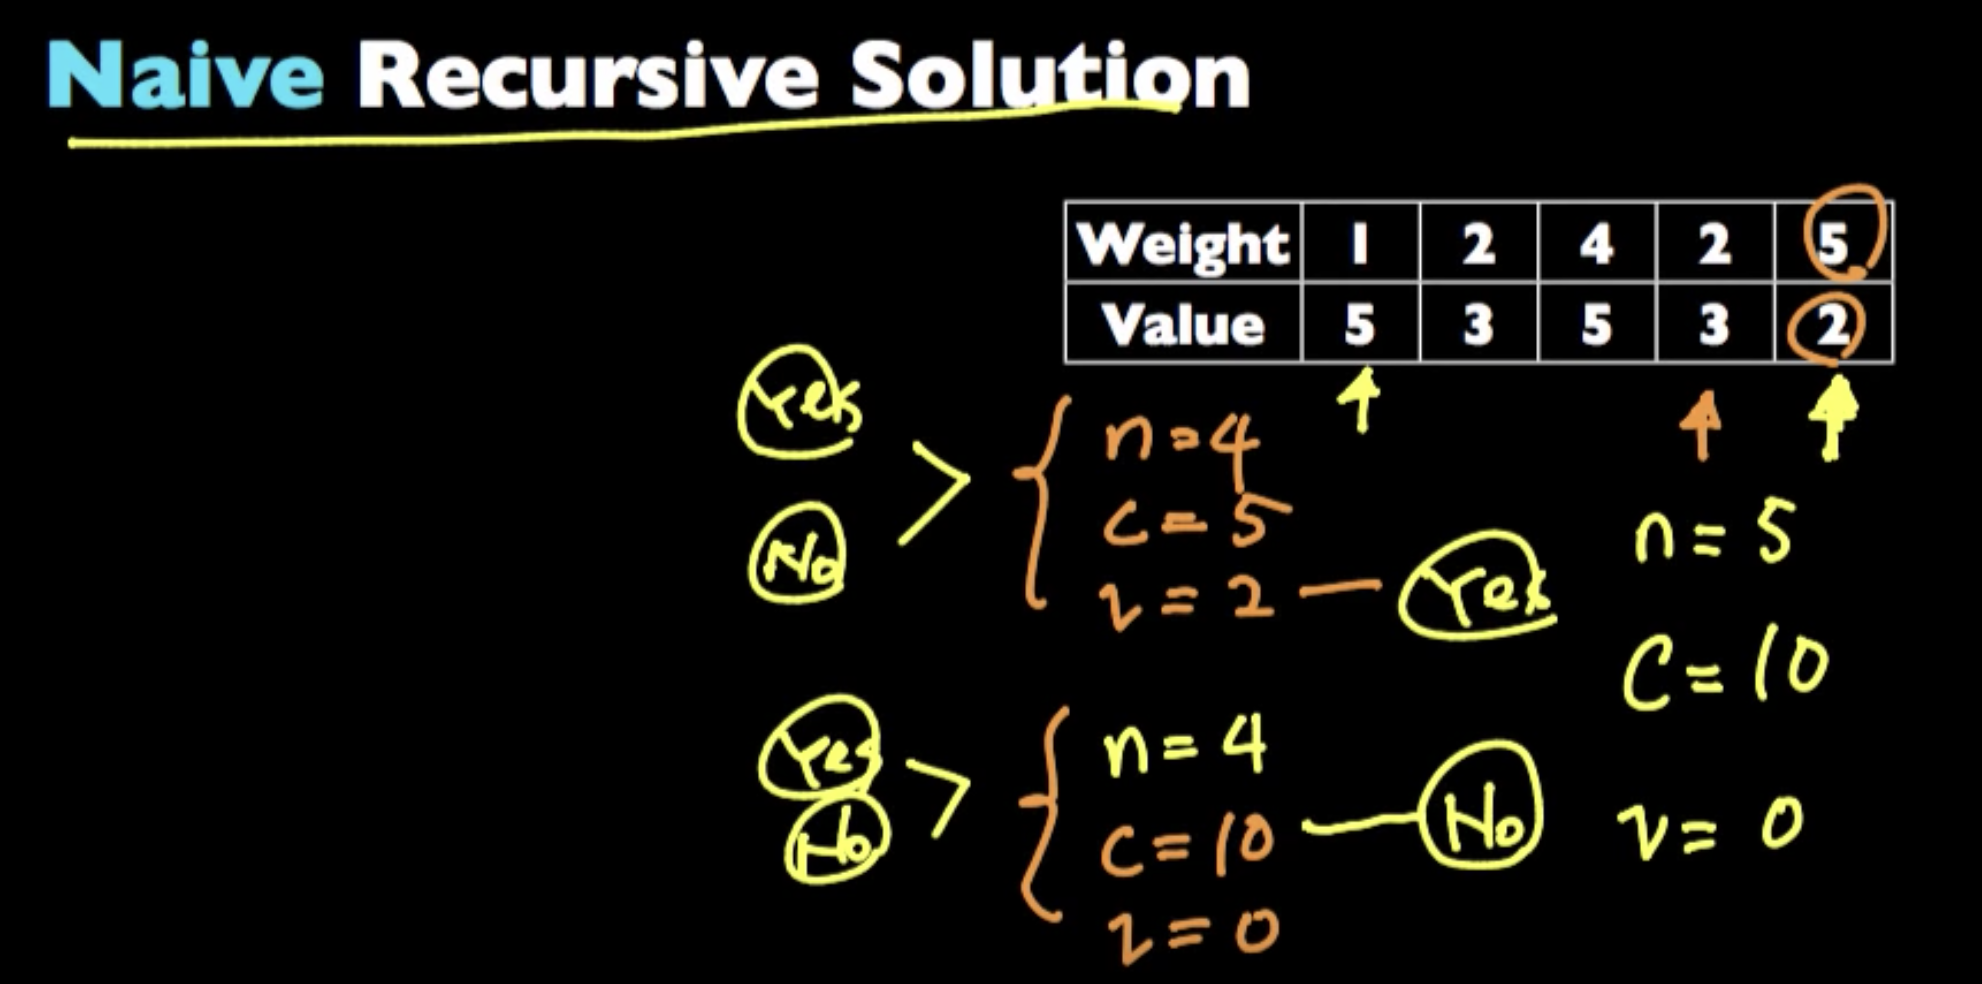 Naive Recursive Solution
Weight 1 2 4 2 5
Value 5 3 5 3 2
Yes
No
n=4
c=5
v=2
Yes
n=5
C=10
v=0
Yes
No
n=4
c=10
v=0
No